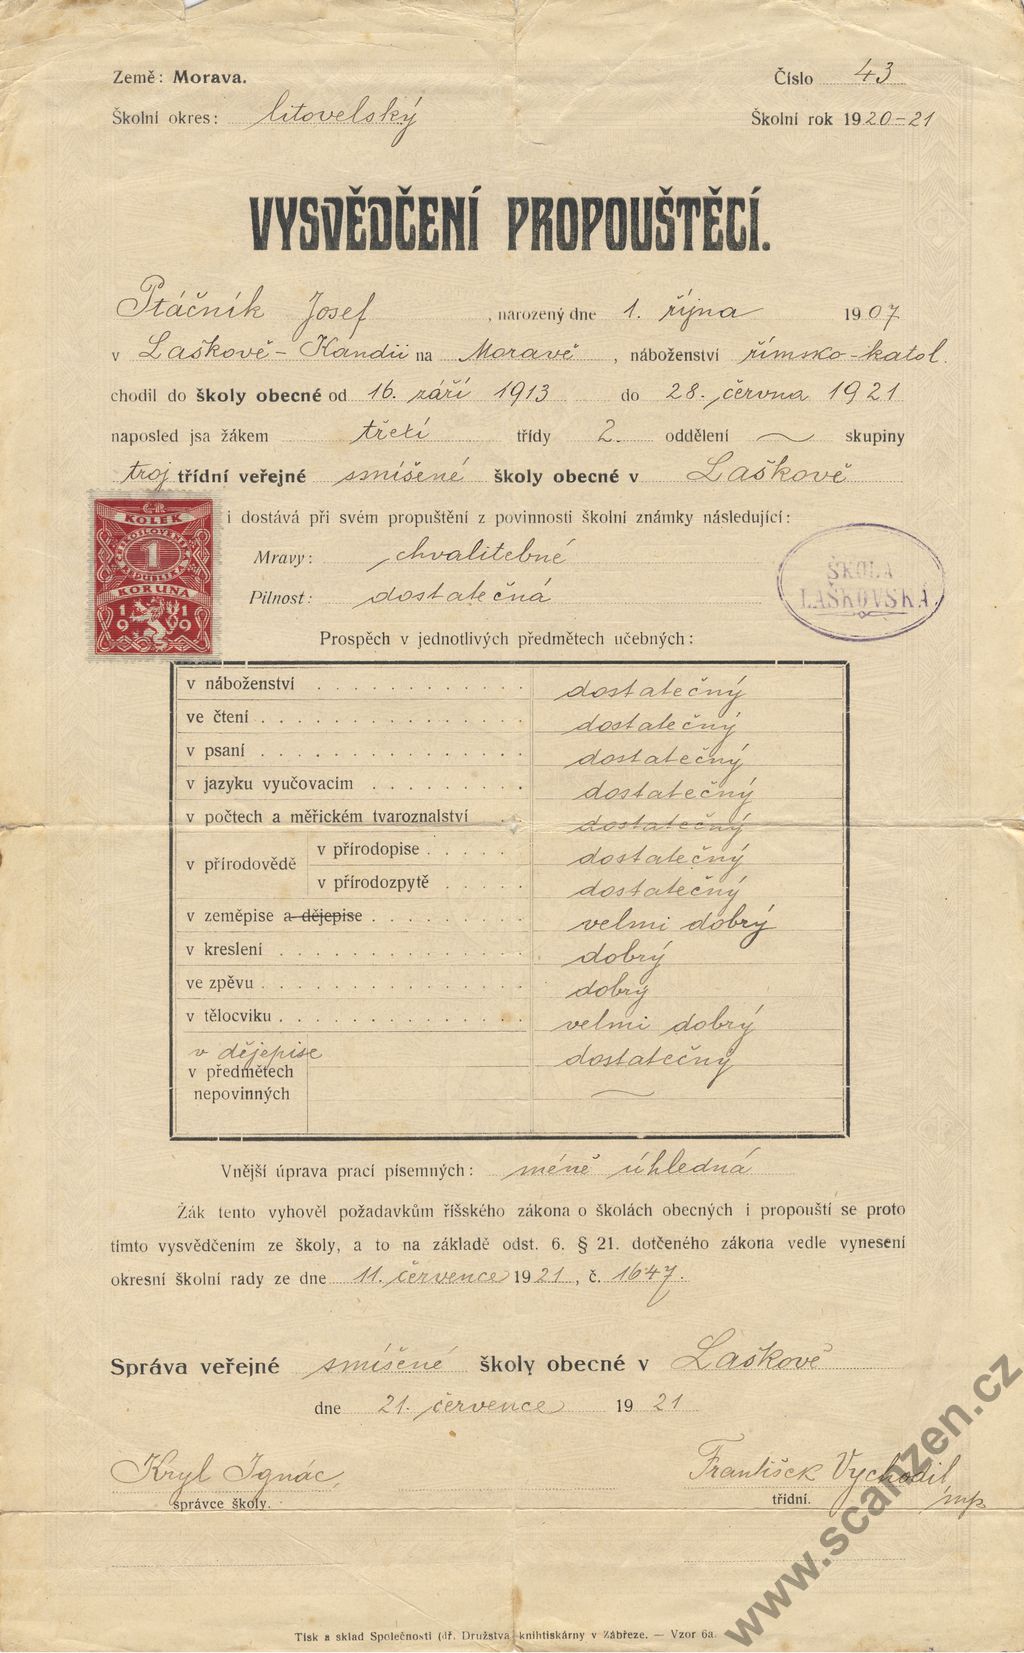 Země: Morava.
Číslo 43
Školní okres: litovelský
Školní rok 1920-21
VYSVĚDČENÍ PROPOUŠTĚCÍ.
Ptáčník Josef , narozený dne 1. října 1907
v Laškově - Kandii na Moravě , náboženství římsko-katol.
chodil do školy obecné od 16. září 1913 do 28. června 1921
naposled jsa žákem třetí třídy 2. oddělení skupiny
troj třídní veřejné smíšené školy obecné v Laškově
i dostává při svém propuštění z povinnosti školní známky následující:
KOLEK
ČESKOSLOVENSKÁ
1
REPUBLIKA
KORUNA
1919
Mravy: chvalitebné
Pilnost: dostatečná
ŠKOLA
LAŠKOVSKÁ
Prospěch v jednotlivých předmětech učebných:
v náboženství dostatečný
ve čtení dostatečný
v psaní dostatečný
v jazyku vyučovacím dostatečný
v počtech a měřickém tvaroznalství dostatečný
v přírodovědě
v přírodopise dostatečný
v přírodozpytě dostatečný
v zeměpise a dějepise velmi dobrý
v kreslení dobrý
ve zpěvu dobrý
v tělocviku velmi dobrý
v dějepise dostatečný
v předmětech
nepovinných
Vnější úprava prací písemných: méně úhledná
Žák tento vyhověl požadavkům říšského zákona o školách obecných i propouští se proto
tímto vysvědčením ze školy, a to na základě odst. 6. § 21. dotčeného zákona vedle vynesení
okresní školní rady ze dne 11. července 1921, č. 1647.
Správa veřejné smíšené školy obecné v Laškově
dne 21. července 1921
Kryl Ignác,
správce školy.
František Vychodil
mp
třídní.
Tisk a sklad Společnosti (dř. Družstva) knihtiskárny v Zábřeze. — Vzor 6a.
www.scanzen.cz